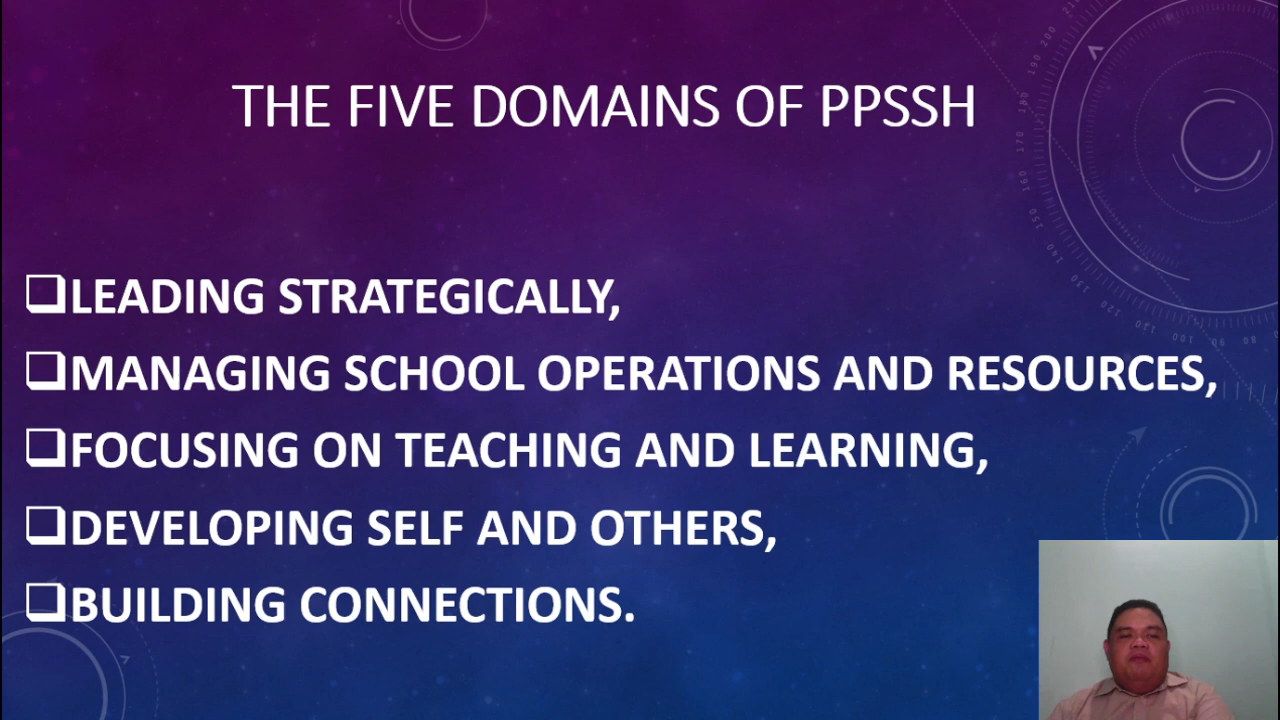 THE FIVE DOMAINS OF PPSSH
LEADING STRATEGICALLY,
MANAGING SCHOOL OPERATIONS AND RESOURCES,
FOCUSING ON TEACHING AND LEARNING,
DEVELOPING SELF AND OTHERS,
BUILDING CONNECTIONS.